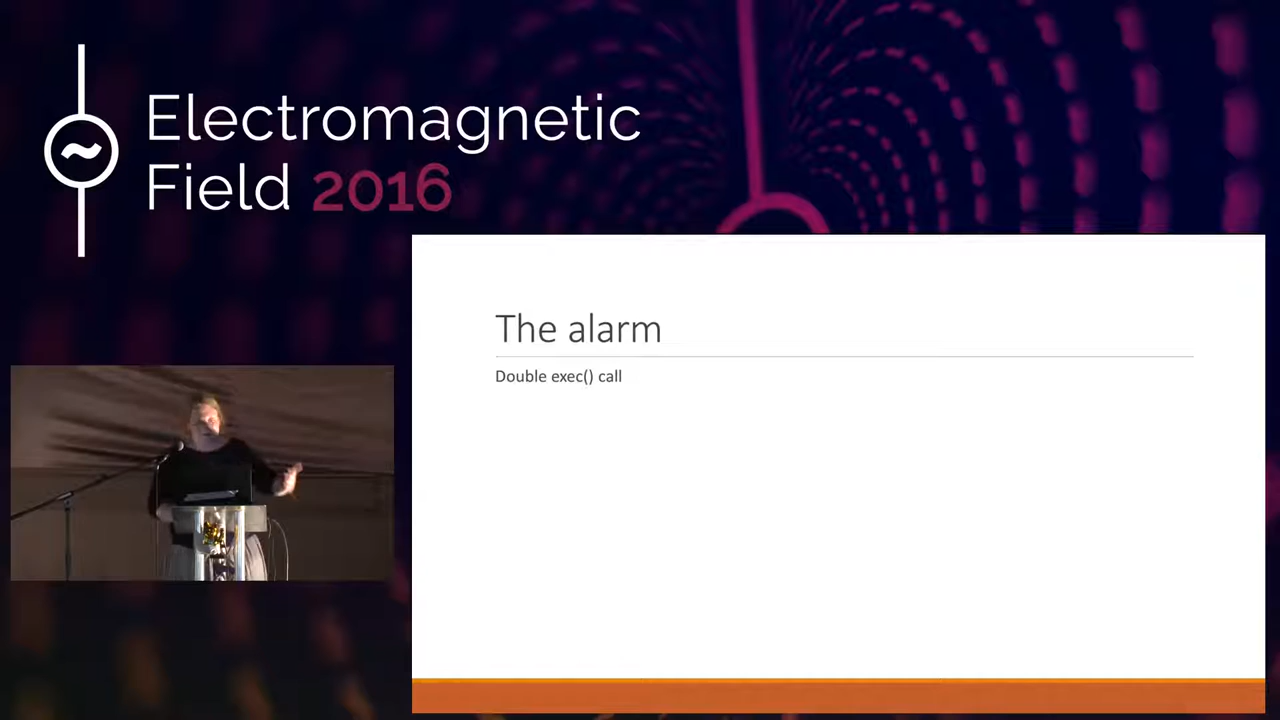 Electromagnetic
Field 2016
The alarm
Double exec() call